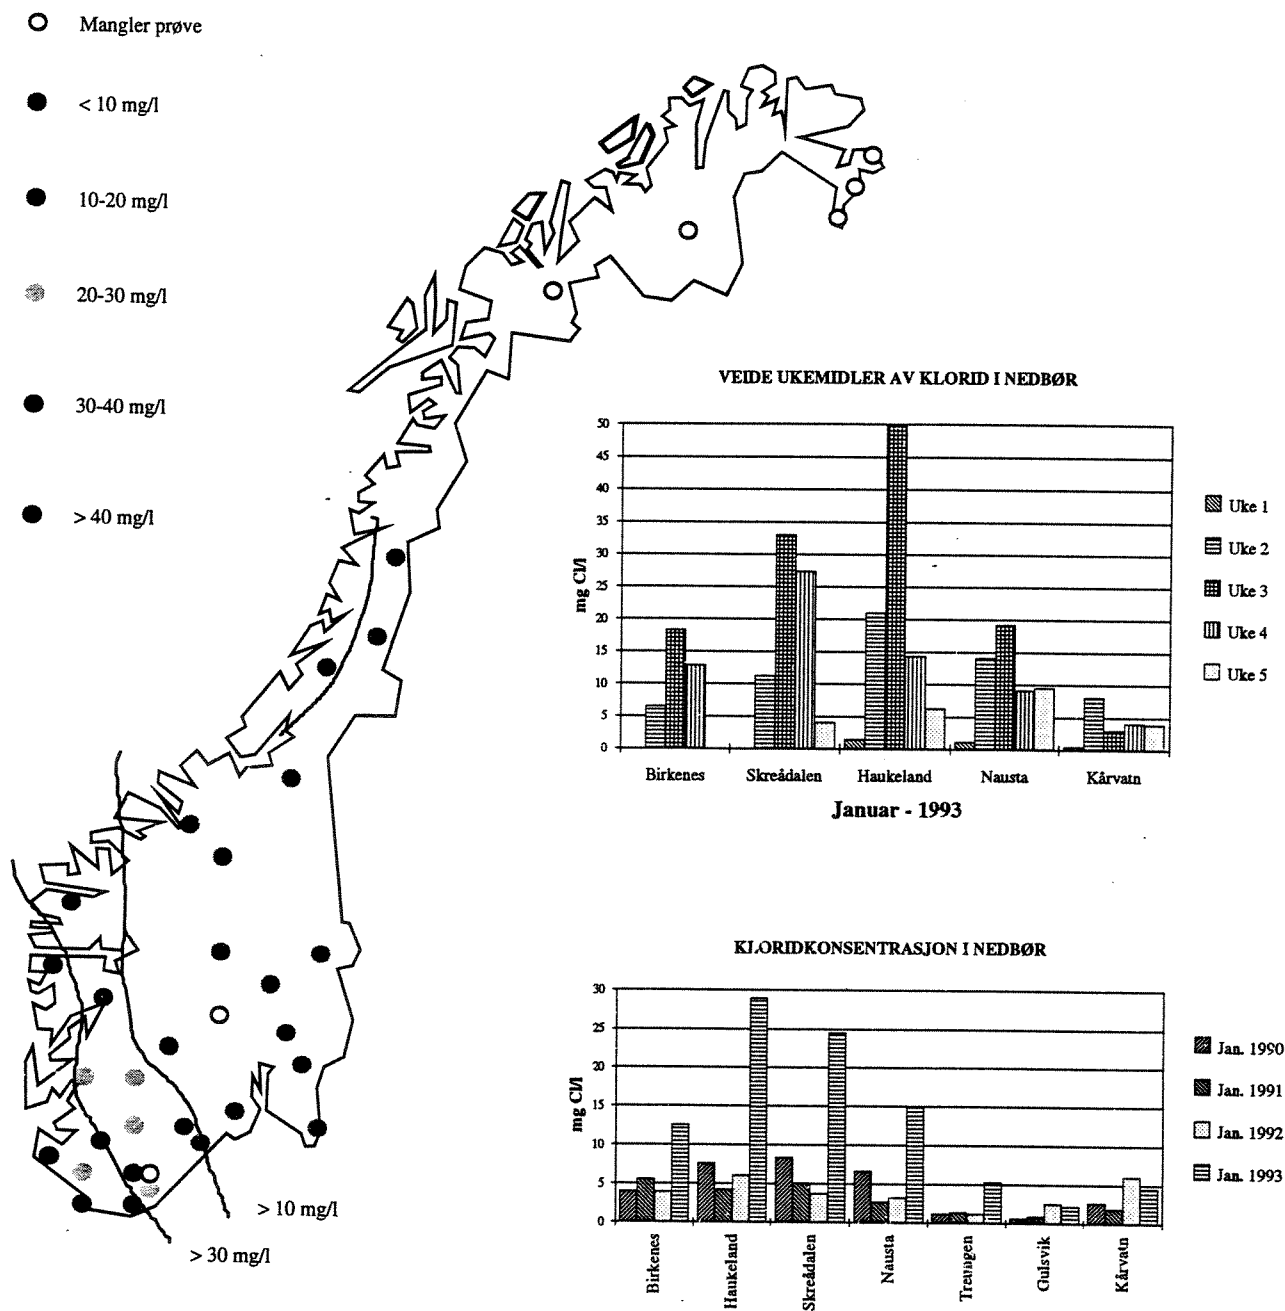 Mangler prøve
< 10 mg/l
10-20 mg/l
20-30 mg/l
30-40 mg/l
> 40 mg/l
> 10 mg/l
> 30 mg/l
VEIDE UKEMIDLER AV KLORID I NEDBØR
mg Cl/l
50
45
40
35
30
25
20
15
10
5
0
Birkenes
Skreådalen
Haukeland
Nausta
Kårvatn
Januar - 1993
Uke 1
Uke 2
Uke 3
Uke 4
Uke 5
KLORIDKONSENTRASJON I NEDBØR
mg Cl/l
30
25
20
15
10
5
0
Birkenes
Haukeland
Skreådalen
Nausta
Treungen
Gulsvik
Kårvatn
Jan. 1990
Jan. 1991
Jan. 1992
Jan. 1993